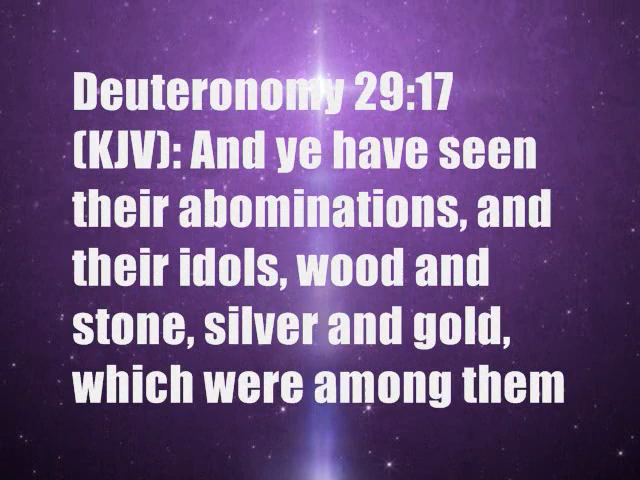 Deuteronomy 29:17
(KJV): And ye have seen
their abominations, and
their idols, wood and
stone, silver and gold,
which were among them